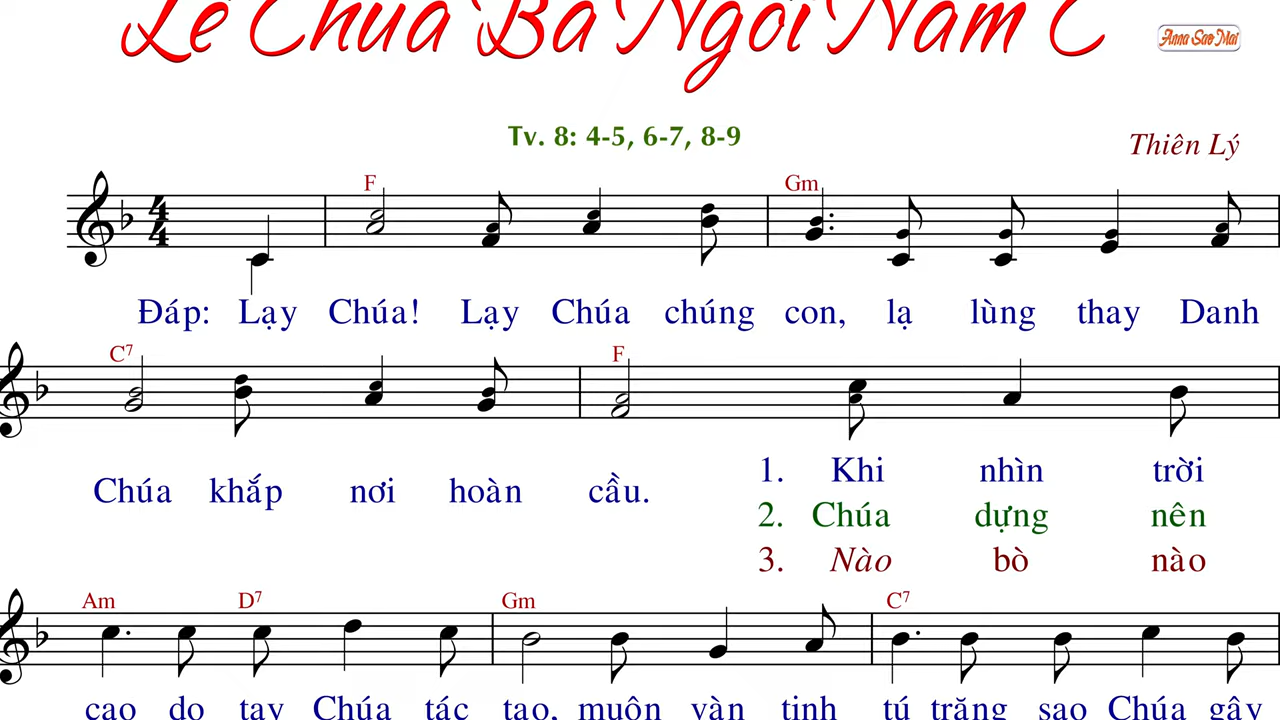 Lễ Chúa Ba Ngôi Năm C
Anna Sao Mai
Tv. 8: 4-5, 6-7, 8-9
Thiên Lý
F Gm
4
4
Đáp: Lạy Chúa! Lạy Chúa chúng con, lạ lùng thay Danh
C7 F
Chúa khắp nơi hoàn cầu.
1. Khi nhìn trời
2. Chúa dựng nên
3. Nào bò nào
Am D7 Gm C7
cao do tay Chúa tác tạo, muôn vàn tinh tú trăng sao Chúa gây